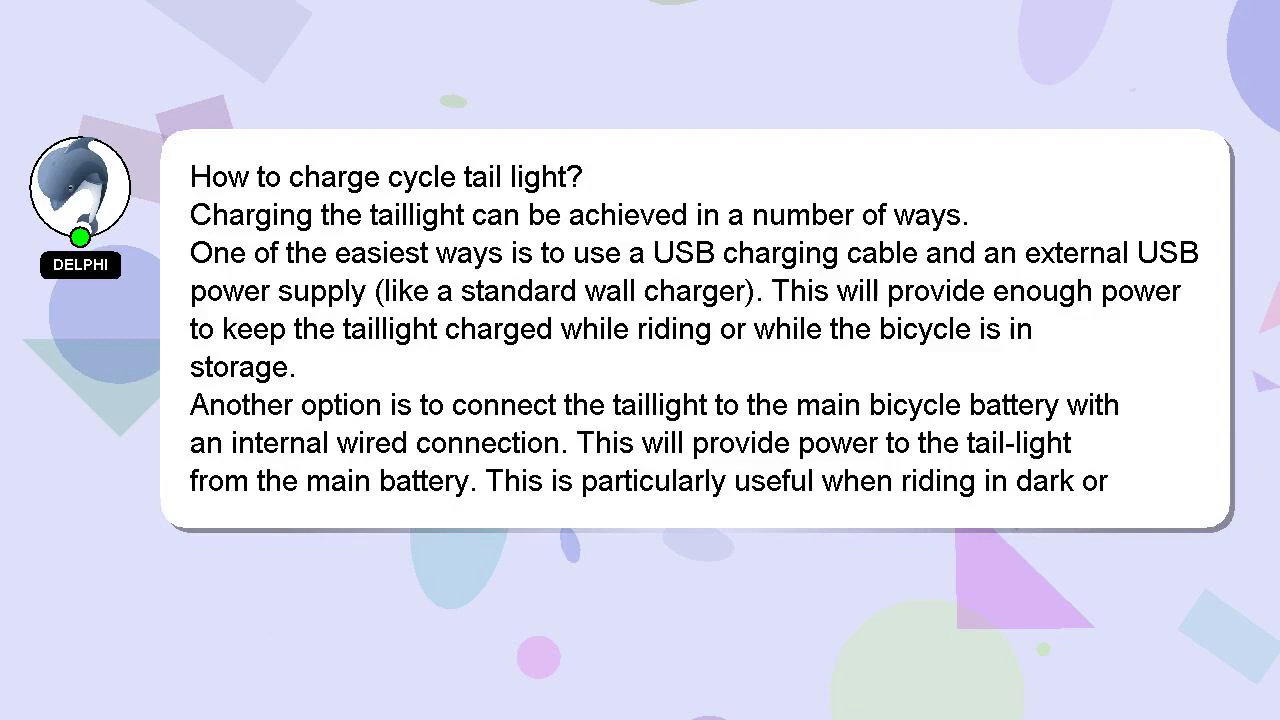 How to charge cycle tail light?
Charging the taillight can be achieved in a number of ways.
One of the easiest ways is to use a USB charging cable and an external USB
power supply (like a standard wall charger). This will provide enough power
to keep the taillight charged while riding or while the bicycle is in
storage.
Another option is to connect the taillight to the main bicycle battery with
an internal wired connection. This will provide power to the tail-light
from the main battery. This is particularly useful when riding in dark or
DELPHI